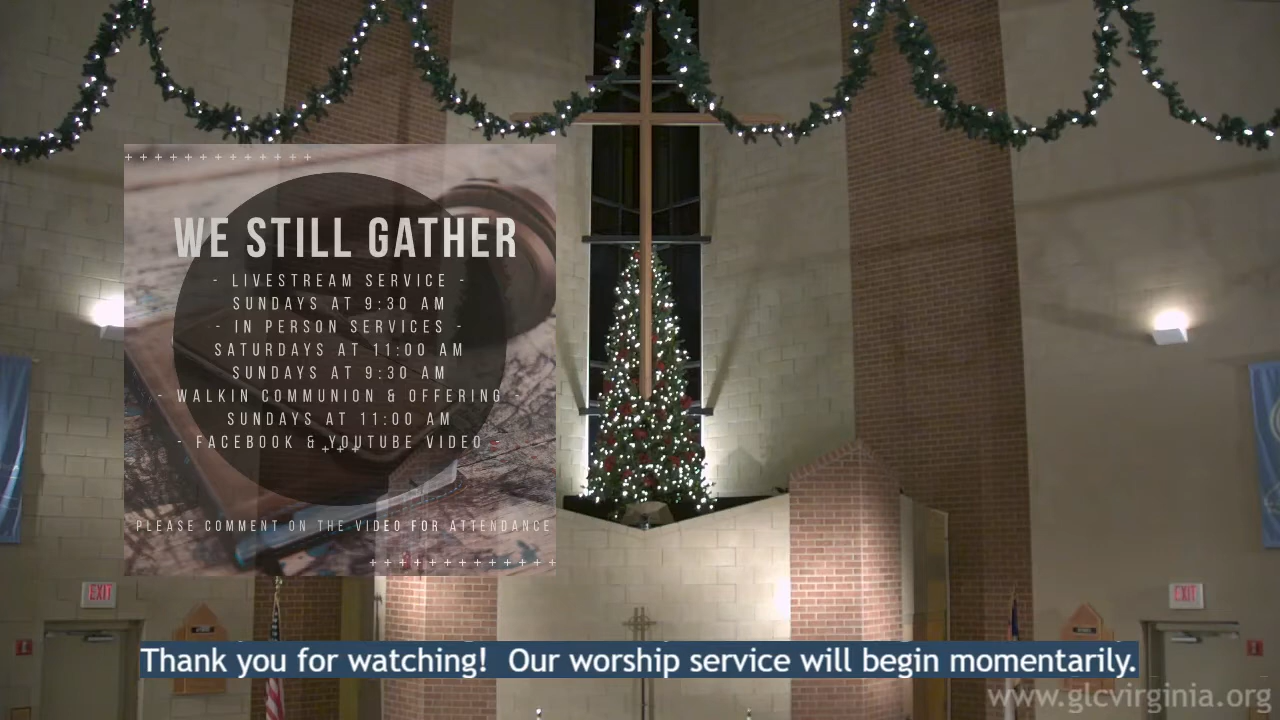 + + + + + + + + + + + + +
WE STILL GATHER
- LIVESTREAM SERVICE -
SUNDAYS AT 9:30 AM
- IN PERSON SERVICES -
SATURDAYS AT 11:00 AM
SUNDAYS AT 9:30 AM
- WALKIN COMMUNION & OFFERING -
SUNDAYS AT 11:00 AM
- FACEBOOK & YOUTUBE VIDEO -
+ + +
PLEASE COMMENT ON THE VIDEO FOR ATTENDANCE
+ + + + + + + + + + + + +
EXIT
EXIT
Thank you for watching! Our worship service will begin momentarily.
www.glcvirginia.org